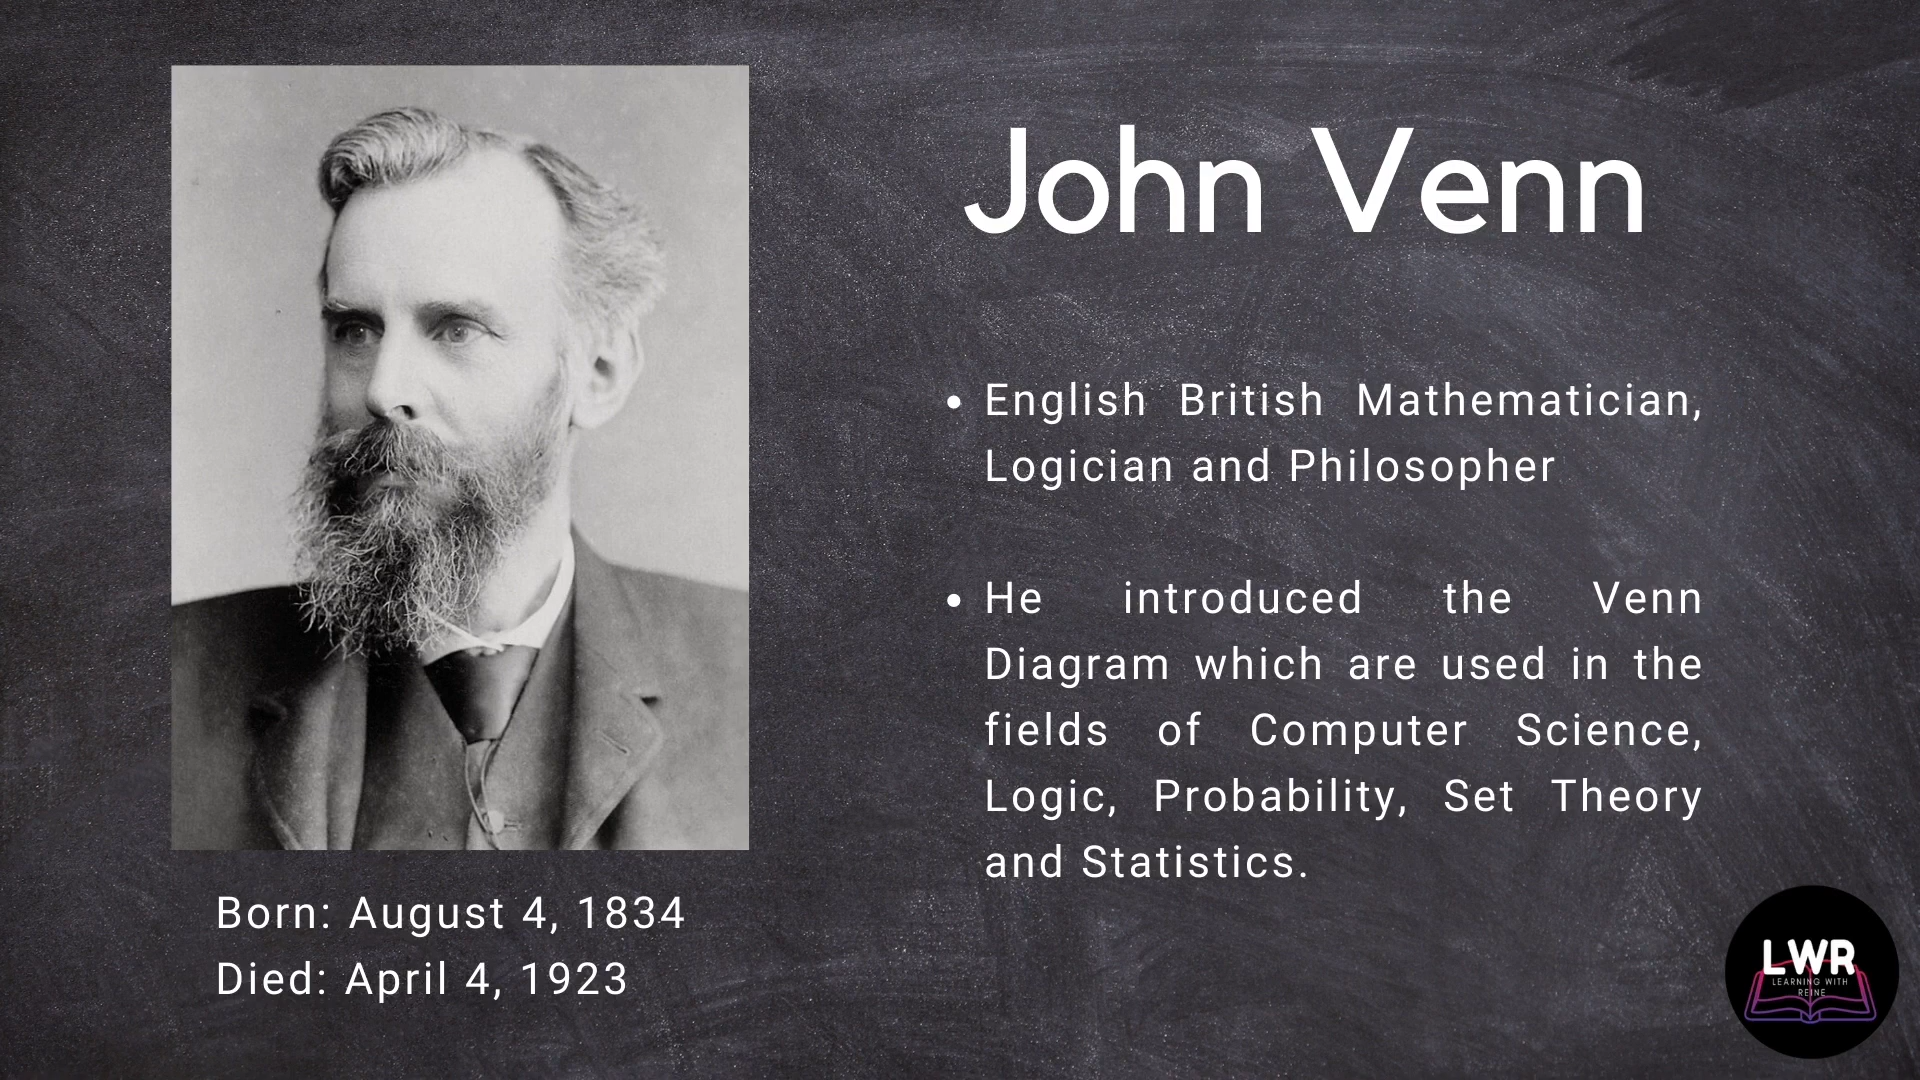 John Venn
• English British Mathematician,
Logician and Philosopher
• He introduced the Venn
Diagram which are used in the
fields of Computer Science,
Logic, Probability, Set Theory
and Statistics.
Born: August 4, 1834
Died: April 4, 1923
LWR
LEARNING WITH
REINE